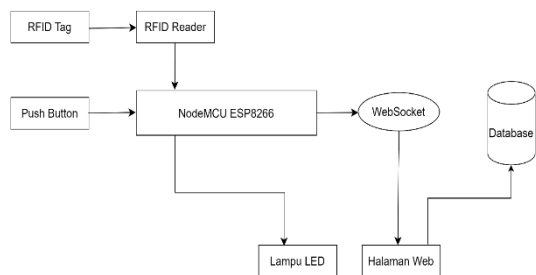 RFID Tag
RFID Reader
Push Button
NodeMCU ESP8266
WebSocket
Database
Lampu LED
Halaman Web